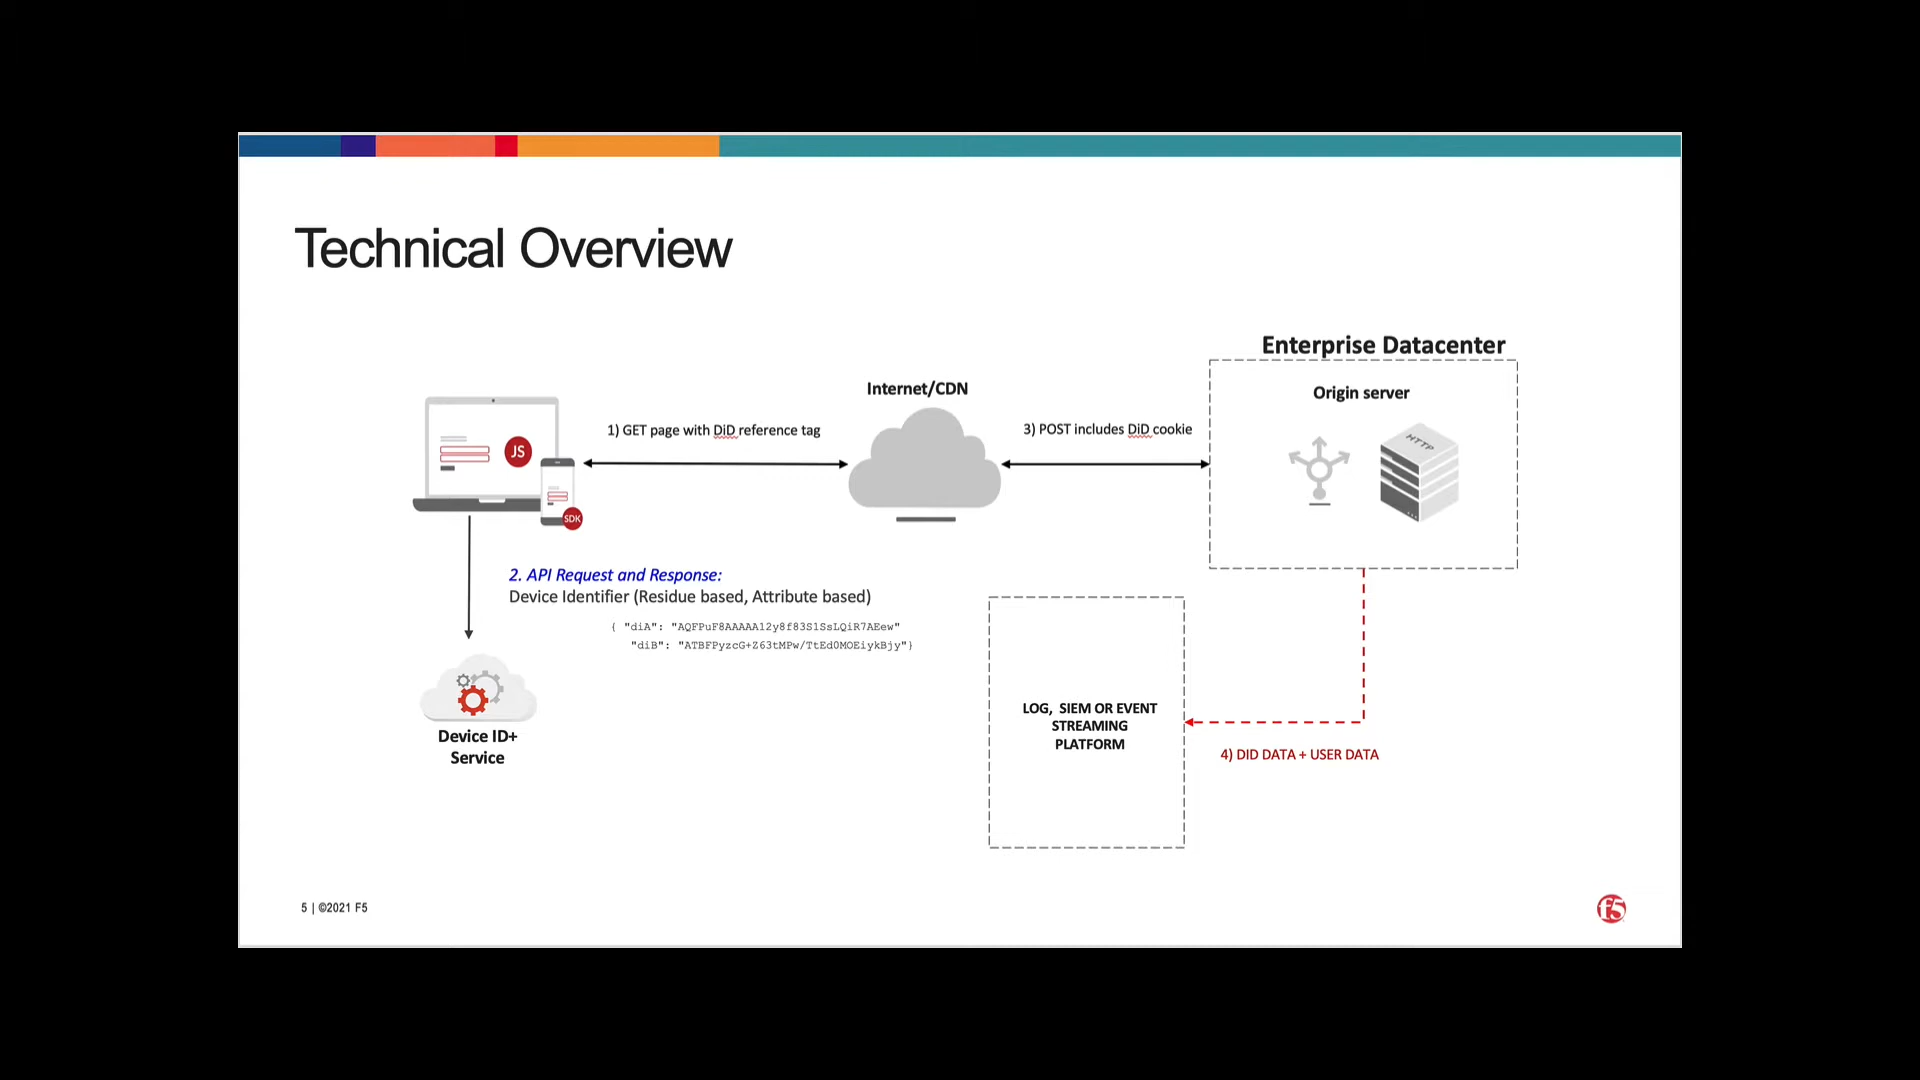 Technical Overview
Enterprise Datacenter
Internet/CDN
Origin server
1) GET page with DiD reference tag
3) POST includes DiD cookie
JS
HTTP
SDK
2. API Request and Response:
Device Identifier (Residue based, Attribute based)
{ "diA": "AQFPuF8AAAAA12y8f83S1SsLQiR7AEew"
"diB": "ATBFPyzcG+Z63tMPw/TtEd0MOEiykBjy"}
LOG, SIEM OR EVENT
STREAMING
PLATFORM
Device ID+
Service
4) DID DATA + USER DATA
5 | ©2021 F5
f5